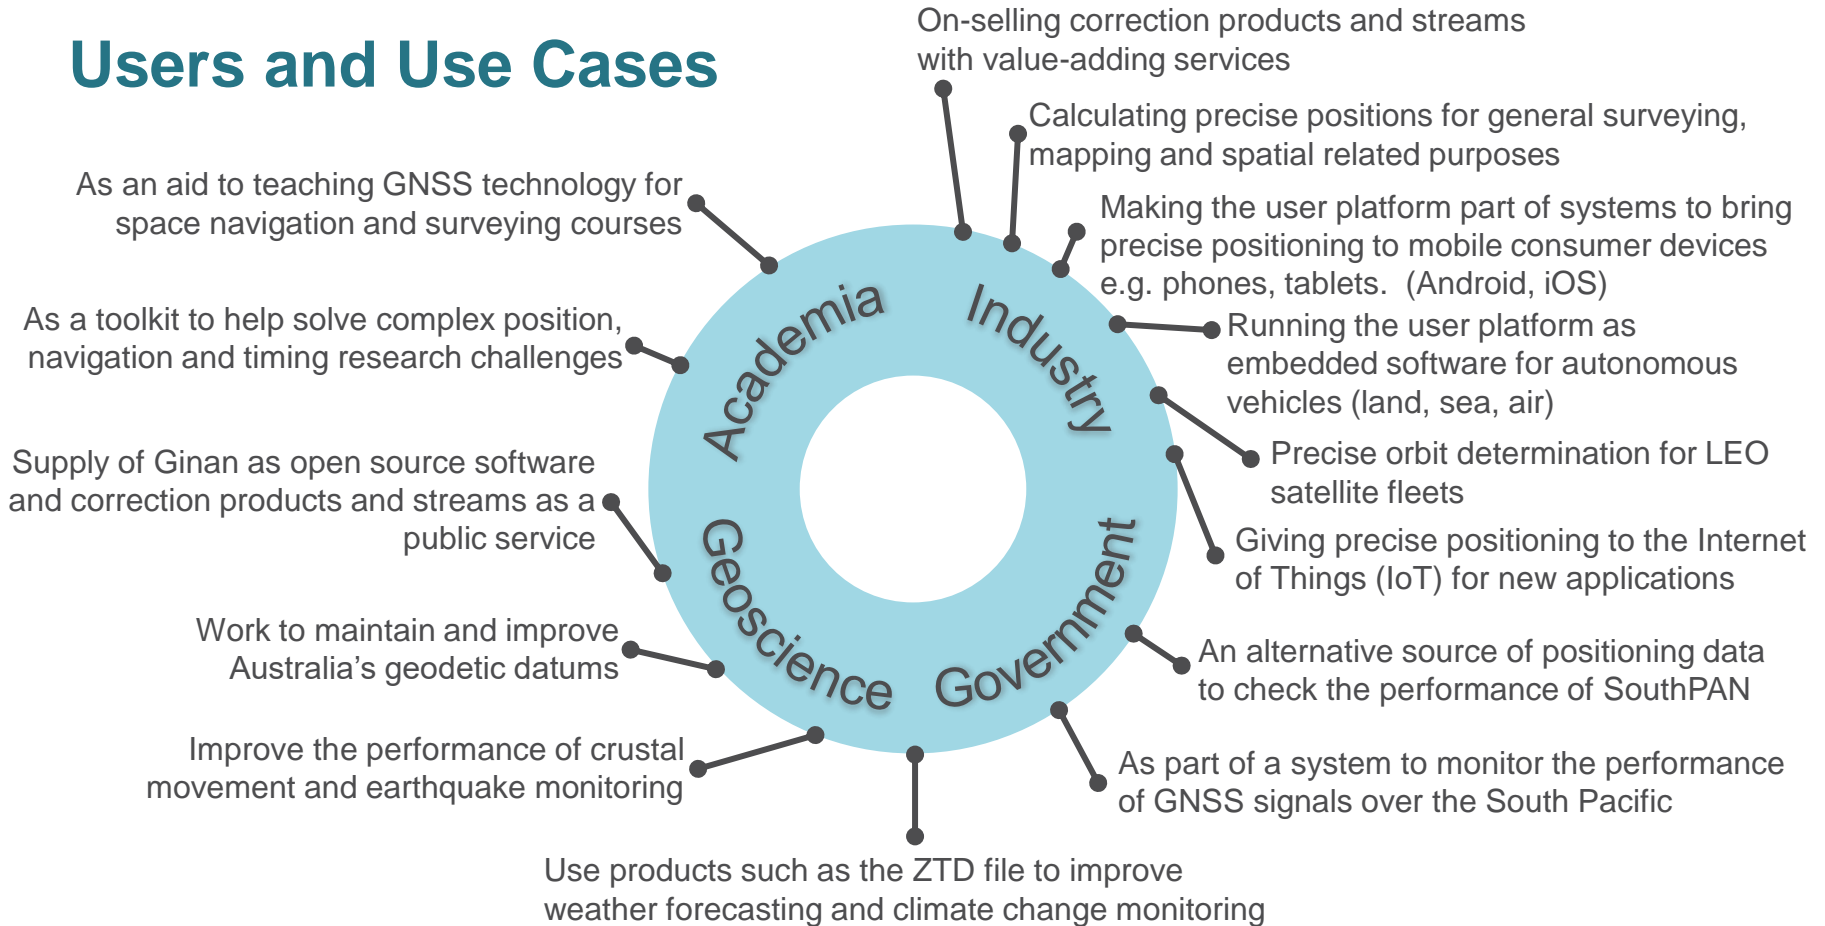 Users and Use Cases
On-selling correction products and streams
with value-adding services
Calculating precise positions for general surveying,
mapping and spatial related purposes
Making the user platform part of systems to bring
precise positioning to mobile consumer devices
e.g. phones, tablets.  (Android, iOS)
Running the user platform as
embedded software for autonomous
vehicles (land, sea, air)
Precise orbit determination for LEO
satellite fleets
Giving precise positioning to the Internet
of Things (IoT) for new applications
An alternative source of positioning data
to check the performance of SouthPAN
As part of a system to monitor the performance
of GNSS signals over the South Pacific
Use products such as the ZTD file to improve
weather forecasting and climate change monitoring
Improve the performance of crustal
movement and earthquake monitoring
Work to maintain and improve
Australia’s geodetic datums
Supply of Ginan as open source software
and correction products and streams as a
public service
As a toolkit to help solve complex position,
navigation and timing research challenges
As an aid to teaching GNSS technology for
space navigation and surveying courses
Academia
Industry
Government
Geoscience